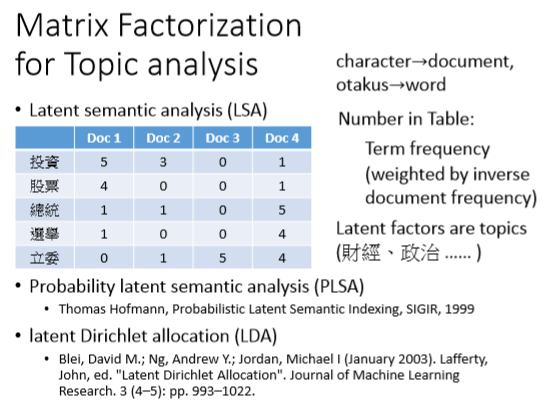 Matrix Factorization
for Topic analysis
• Latent semantic analysis (LSA)
Doc 1 Doc 2 Doc 3 Doc 4
投資 5 3 0 1
股票 4 0 0 1
總統 1 1 0 5
選舉 1 0 0 4
立委 0 1 5 4
character→document,
otakus→word
Number in Table:
Term frequency
(weighted by inverse
document frequency)
Latent factors are topics
(財經、政治 …… )
• Probability latent semantic analysis (PLSA)
• Thomas Hofmann, Probabilistic Latent Semantic Indexing, SIGIR, 1999
• latent Dirichlet allocation (LDA)
• Blei, David M.; Ng, Andrew Y.; Jordan, Michael I (January 2003). Lafferty,
John, ed. "Latent Dirichlet Allocation". Journal of Machine Learning
Research. 3 (4–5): pp. 993–1022.